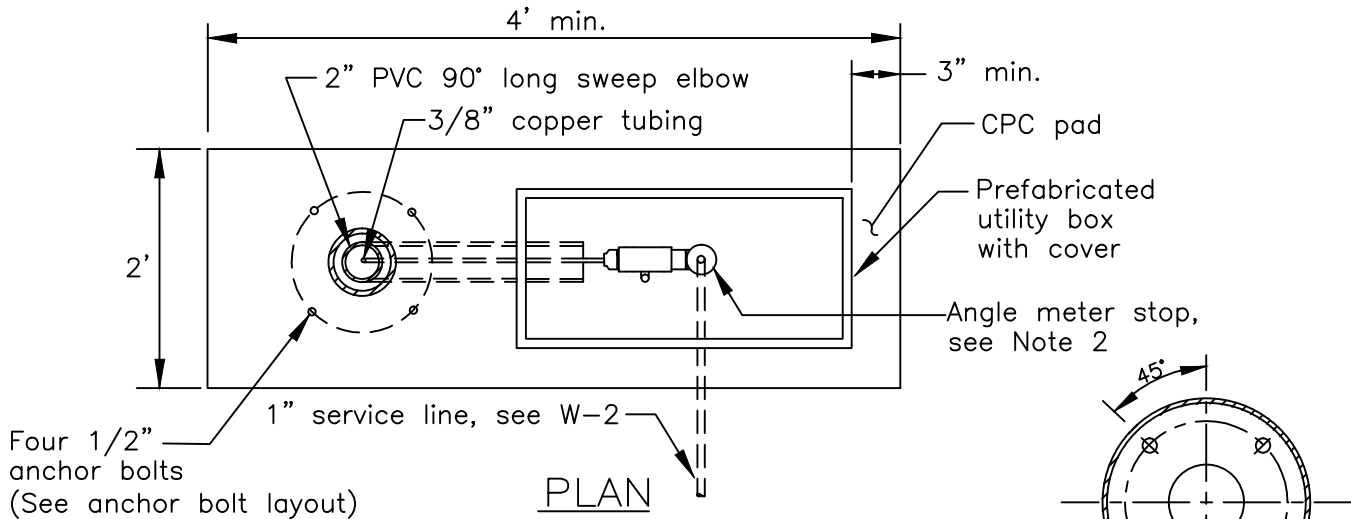 4' min.
2” PVC 90° long sweep elbow
3” min.
3/8” copper tubing
CPC pad
Prefabricated
utility box
with cover
2'
Angle meter stop,
see Note 2
45°
1” service line, see W-2
Four 1/2”
anchor bolts
(See anchor bolt layout)
PLAN